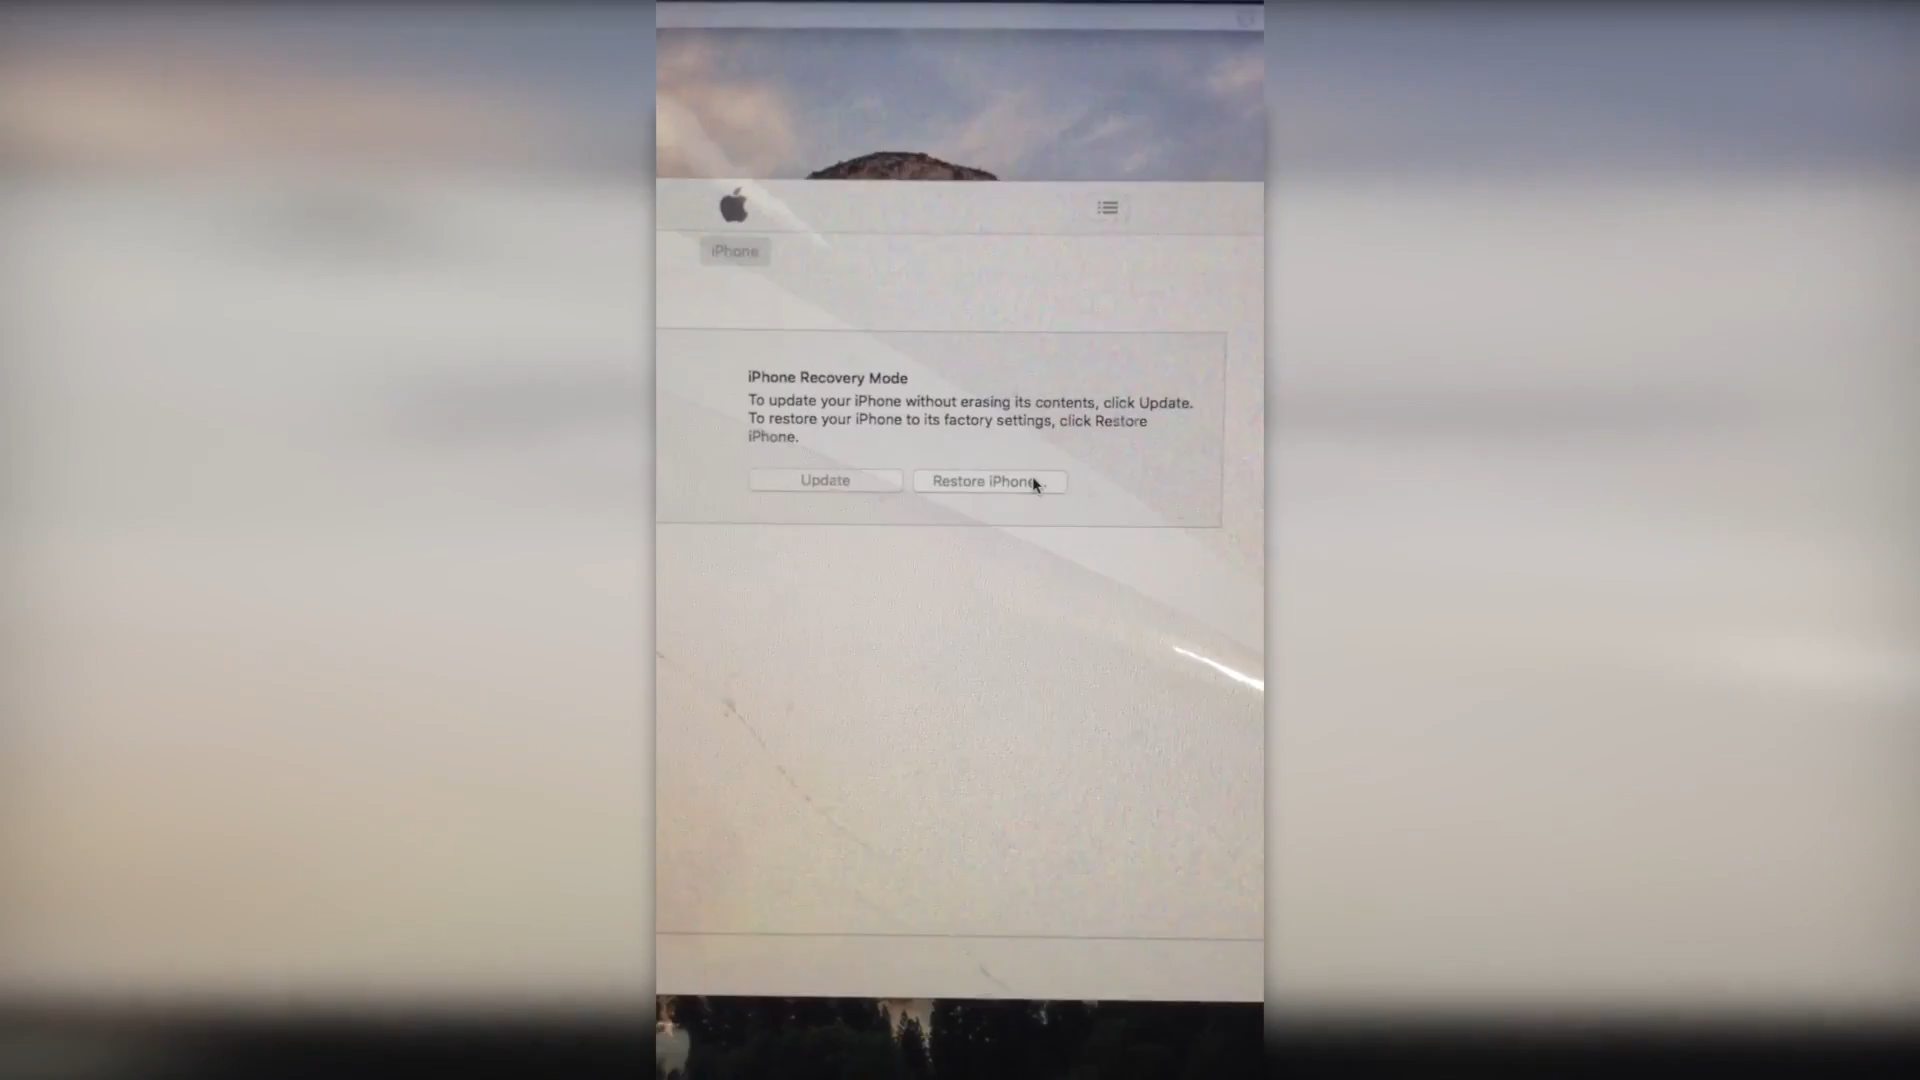 iPhone
iPhone Recovery Mode
To update your iPhone without erasing its contents, click Update.
To restore your iPhone to its factory settings, click Restore
iPhone.
Update
Restore iPhone...